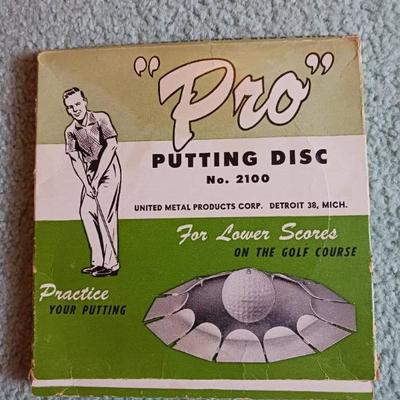 "Pro"
PUTTING DISC
No. 2100
UNITED METAL PRODUCTS CORP. DETROIT 38, MICH.
For Lower Scores
ON THE GOLF COURSE
Practice
YOUR PUTTING